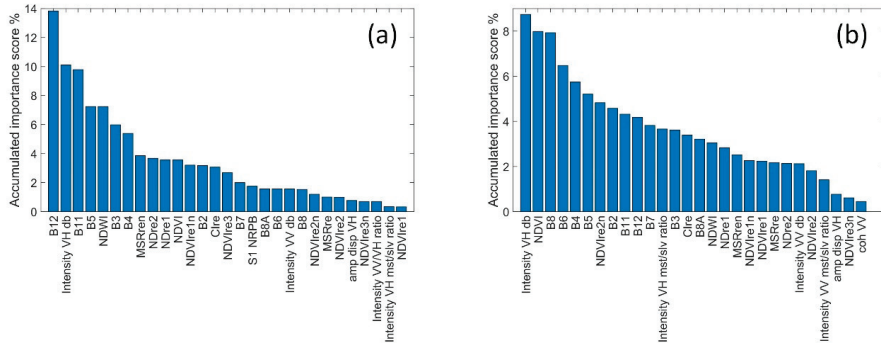 (a)
Accumulated importance score %
14
12
10
8
6
4
2
0
B12
Intensity VH db
B11
B5
NDWI
B3
B4
MSRren
NDre2
NDre1
NDVI
NDVIre1n
B2
CIre
NDVIre3
B7
S1 NRPB
B8A
B6
Intensity VV db
B8
NDVIre2n
MSRre
NDVIre2
amp disp VH
NDVIre3n
Intensity VV/VH ratio
Intensity VH mst/slv ratio
NDVIre1
(b)
Accumulated importance score %
8
6
4
2
0
Intensity VH db
NDVI
B8
B6
B4
B5
NDVIre2n
B2
B11
B12
B7
Intensity VH mst/slv ratio
B3
CIre
B8A
NDWI
NDre1
MSRren
NDVIre1n
NDVIre1
MSRre
NDre2
Intensity VV db
NDVIre2
Intensity VV mst/slv ratio
amp disp VH
NDVIre3n
coh VV